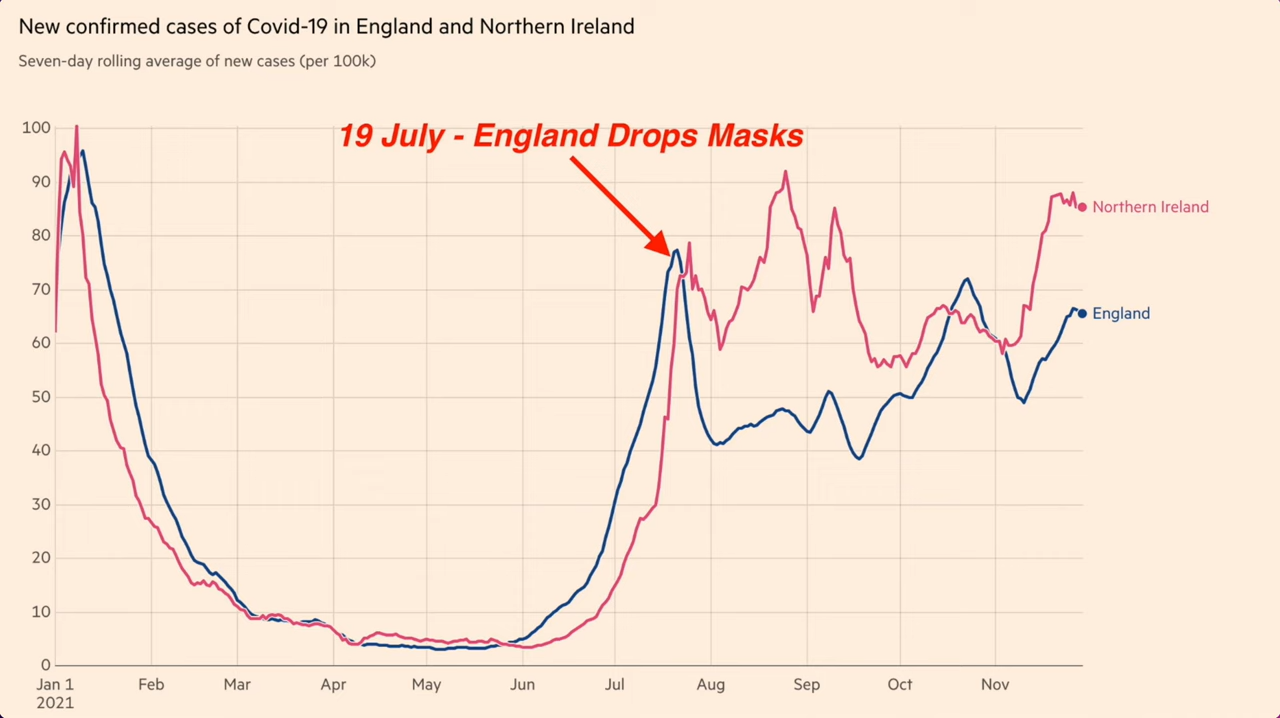 New confirmed cases of Covid-19 in England and Northern Ireland
Seven-day rolling average of new cases (per 100k)
19 July - England Drops Masks
100
90
80
70
60
50
40
30
20
10
0
Northern Ireland
England
Jan 1 Feb Mar Apr May Jun Jul Aug Sep Oct Nov
2021